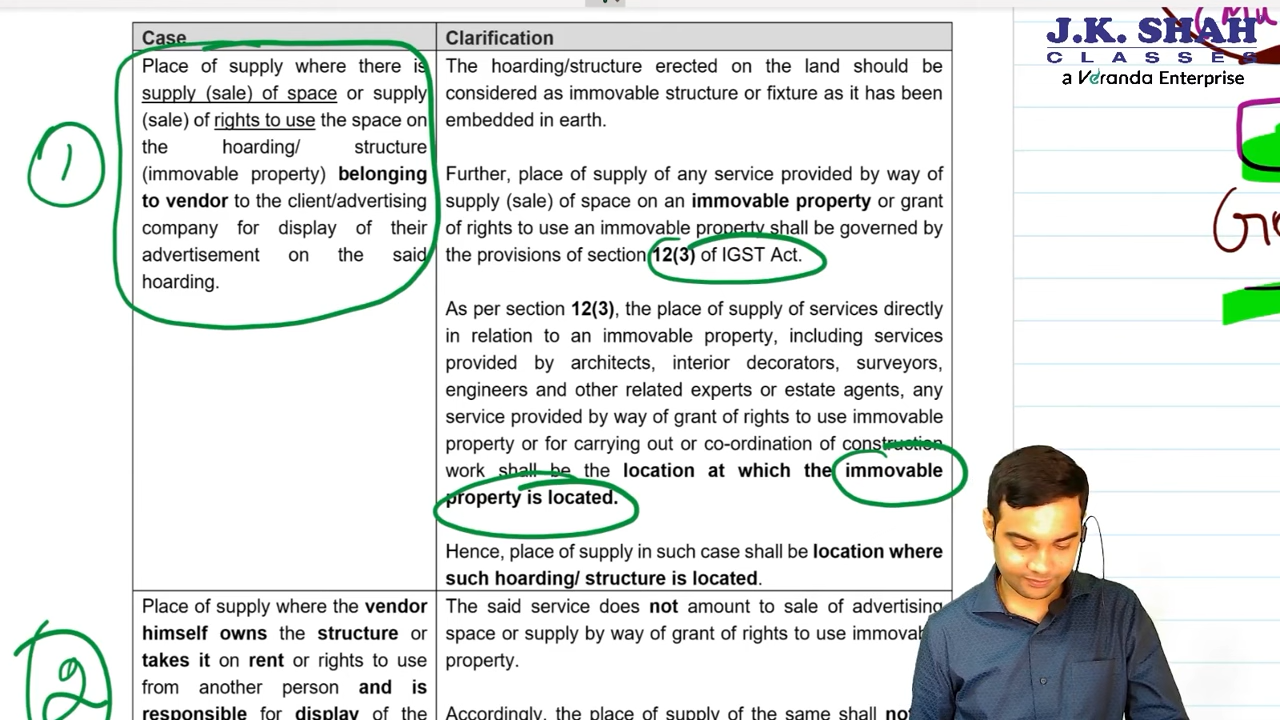 Case
Clarification
Place of supply where there is
supply (sale) of space or supply
(sale) of rights to use the space on
the hoarding/ structure
(immovable property) belonging
to vendor to the client/advertising
company for display of their
advertisement on the said
hoarding.
The hoarding/structure erected on the land should be
considered as immovable structure or fixture as it has been
embedded in earth.
Further, place of supply of any service provided by way of
supply (sale) of space on an immovable property or grant
of rights to use an immovable property shall be governed by
the provisions of section 12(3) of IGST Act.
As per section 12(3), the place of supply of services directly
in relation to an immovable property, including services
provided by architects, interior decorators, surveyors,
engineers and other related experts or estate agents, any
service provided by way of grant of rights to use immovable
property or for carrying out or co-ordination of construction
work shall be the location at which the immovable
property is located.
Hence, place of supply in such case shall be location where
such hoarding/ structure is located.
Place of supply where the vendor
himself owns the structure or
takes it on rent or rights to use
from another person and is
responsible for display of the
The said service does not amount to sale of advertising
space or supply by way of grant of rights to use
property.
Accordingly, the place of supply of the same shall
1
2
J.K. SHAH
CLASSES
a Veranda Enterprise